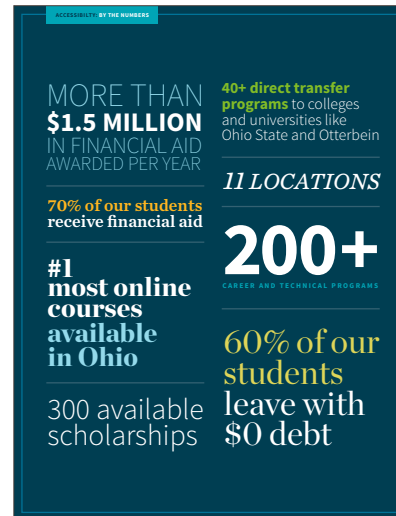 ACCESSIBILTY: BY THE NUMBERS
MORE THAN
$1.5 MILLION
IN FINANCIAL AID
AWARDED PER YEAR
70% of our students
receive financial aid
#1
most online
courses
available
in Ohio
300 available
scholarships
40+ direct transfer
programs to colleges
and universities like
Ohio State and Otterbein
11 LOCATIONS
200+
CAREER AND TECHNICAL PROGRAMS
60% of our
students
leave with
$0 debt